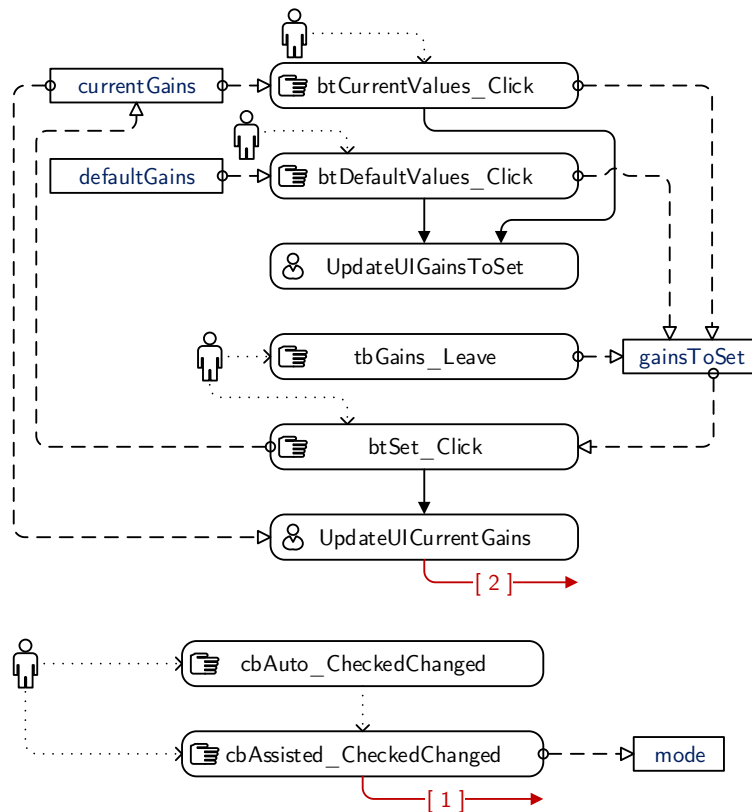 currentGains
btCurrentValues_Click
defaultGains
btDefaultValues_Click
UpdateUIGainsToSet
tbGains_Leave
gainsToSet
btSet_Click
UpdateUICurrentGains
[ 2 ]
cbAuto_CheckedChanged
cbAssisted_CheckedChanged
mode
[ 1 ]